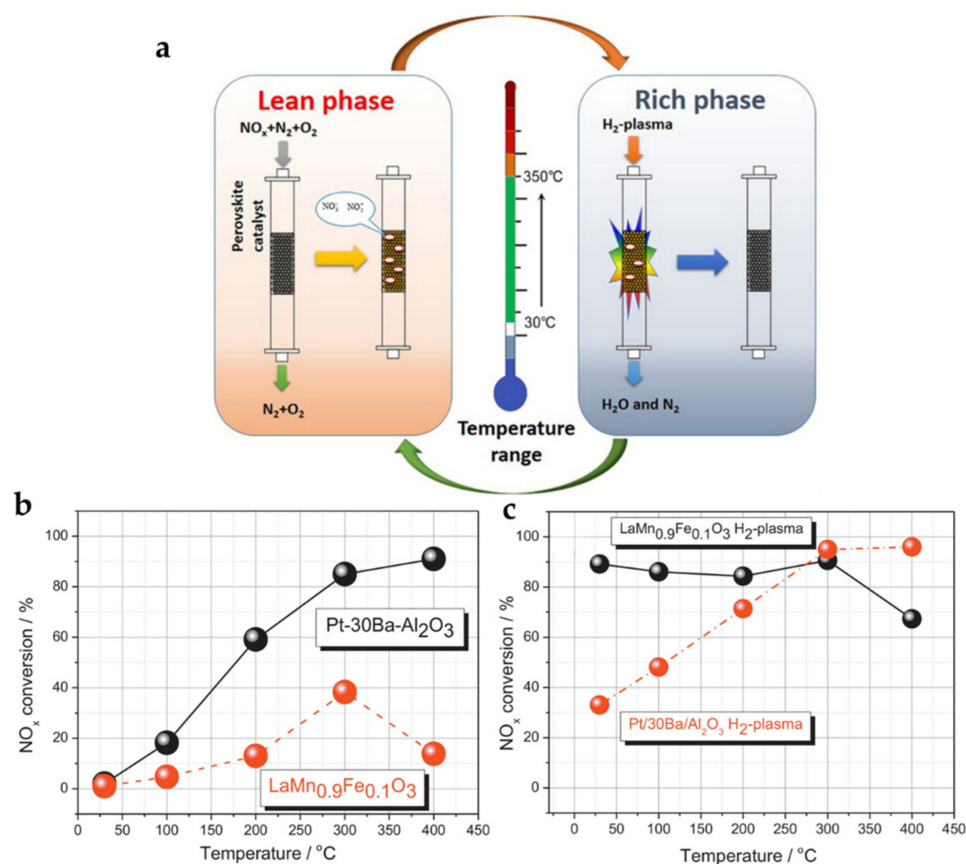 a
Lean phase
NOₓ+N₂+O₂
Perovskite
catalyst
N₂+O₂
350℃
30℃
Temperature
range
Rich phase
H₂-plasma
H₂O and N₂
b
NOₓ conversion / %
100
80
60
40
20
0
Pt-30Ba-Al₂O₃
LaMn₀.₉Fe₀.₁O₃
0 50 100 150 200 250 300 350 400 450
Temperature / °C
c
NOₓ conversion / %
100
80
60
40
20
0
LaMn₀.₉Fe₀.₁O₃ H₂-plasma
Pt/30Ba/Al₂O₃ H₂-plasma
0 50 100 150 200 250 300 350 400 450
Temperature / °C